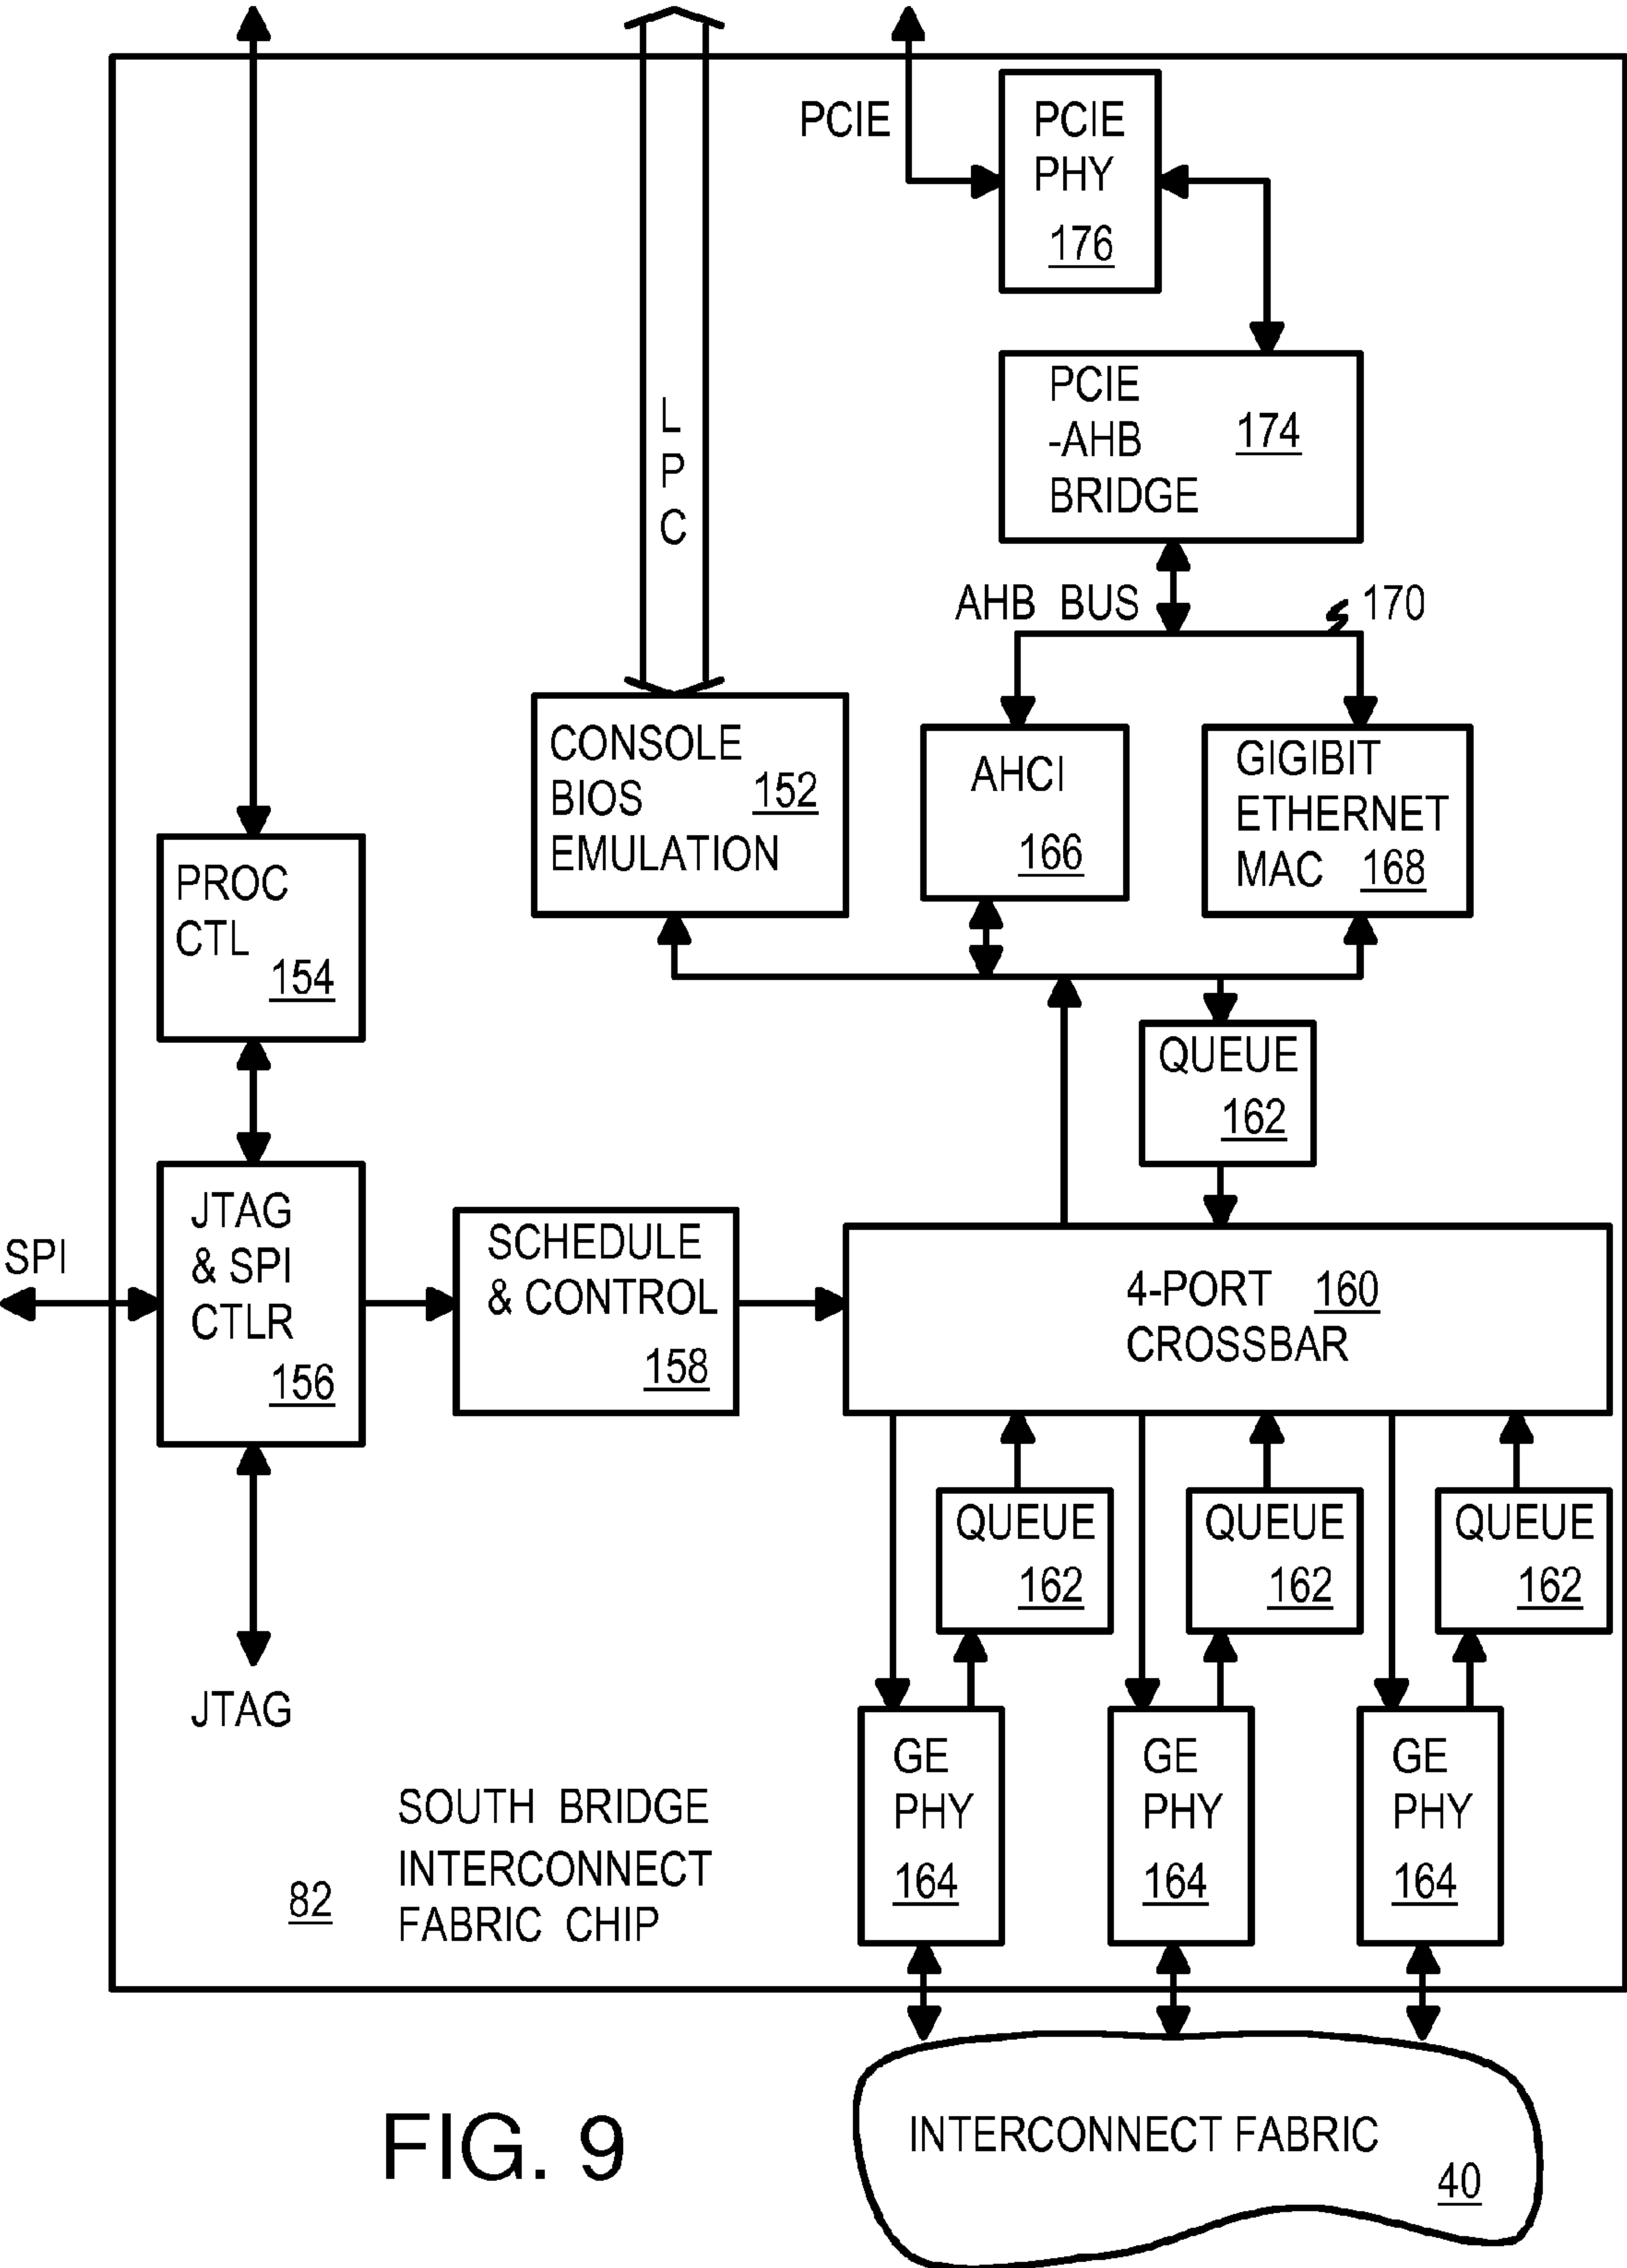 PCIE
PCIE
PHY
176
PCIE
-AHB
BRIDGE
174
L
P
C
AHB BUS
170
CONSOLE
BIOS
EMULATION
152
AHCI
166
GIGIBIT
ETHERNET
MAC 168
PROC
CTL
154
QUEUE
162
SPI
JTAG
& SPI
CTLR
156
SCHEDULE
& CONTROL
158
4-PORT 160
CROSSBAR
QUEUE
162
QUEUE
162
QUEUE
162
JTAG
GE
PHY
164
GE
PHY
164
GE
PHY
164
82
SOUTH BRIDGE
INTERCONNECT
FABRIC CHIP
INTERCONNECT FABRIC
40
FIG. 9